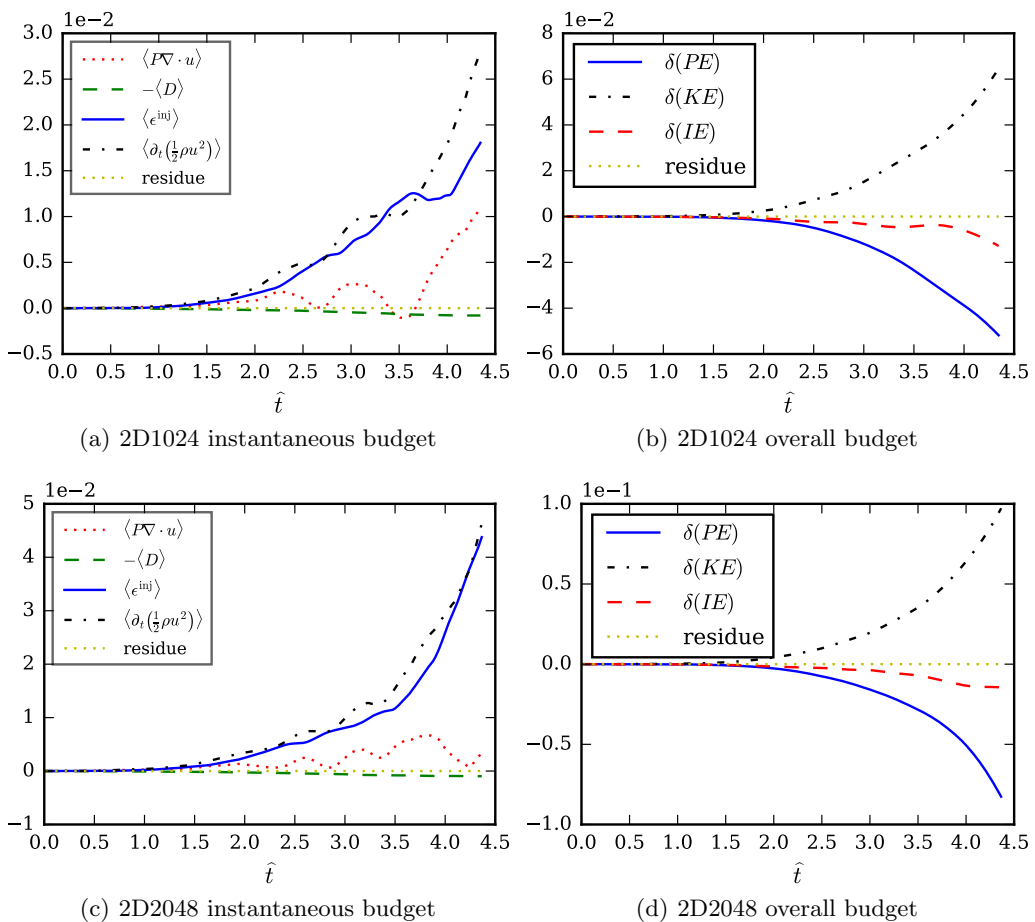 1e−2
3.0
2.5
2.0
1.5
1.0
0.5
0.0
−0.5
⟨P∇ · u⟩
−⟨D⟩
⟨ϵ^inj⟩
⟨∂_t(½ρu²)⟩
residue
0.0 0.5 1.0 1.5 2.0 2.5 3.0 3.5 4.0 4.5
t̂
(a) 2D1024 instantaneous budget
1e−2
8
6
4
2
0
−2
−4
−6
δ(PE)
δ(KE)
δ(IE)
residue
0.0 0.5 1.0 1.5 2.0 2.5 3.0 3.5 4.0 4.5
t̂
(b) 2D1024 overall budget
1e−2
5
4
3
2
1
0
−1
⟨P∇ · u⟩
−⟨D⟩
⟨ϵ^inj⟩
⟨∂_t(½ρu²)⟩
residue
0.0 0.5 1.0 1.5 2.0 2.5 3.0 3.5 4.0 4.5
t̂
(c) 2D2048 instantaneous budget
1e−1
1.0
0.5
0.0
−0.5
−1.0
δ(PE)
δ(KE)
δ(IE)
residue
0.0 0.5 1.0 1.5 2.0 2.5 3.0 3.5 4.0 4.5
t̂
(d) 2D2048 overall budget